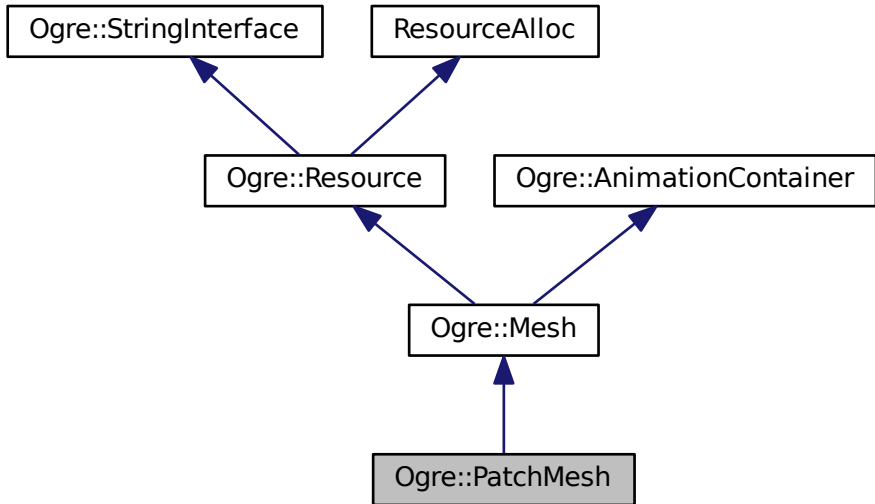 Ogre::StringInterface
ResourceAlloc
Ogre::Resource
Ogre::AnimationContainer
Ogre::Mesh
Ogre::PatchMesh